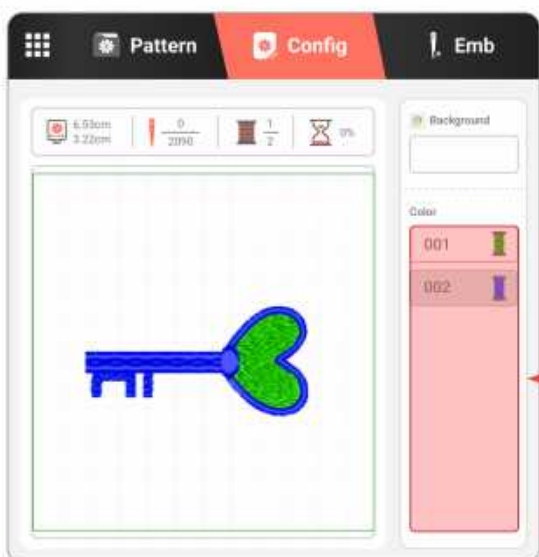 Pattern
Config
Emb
6.53cm
3.22cm
0
2090
1
2
0%
Background
Color
001
002